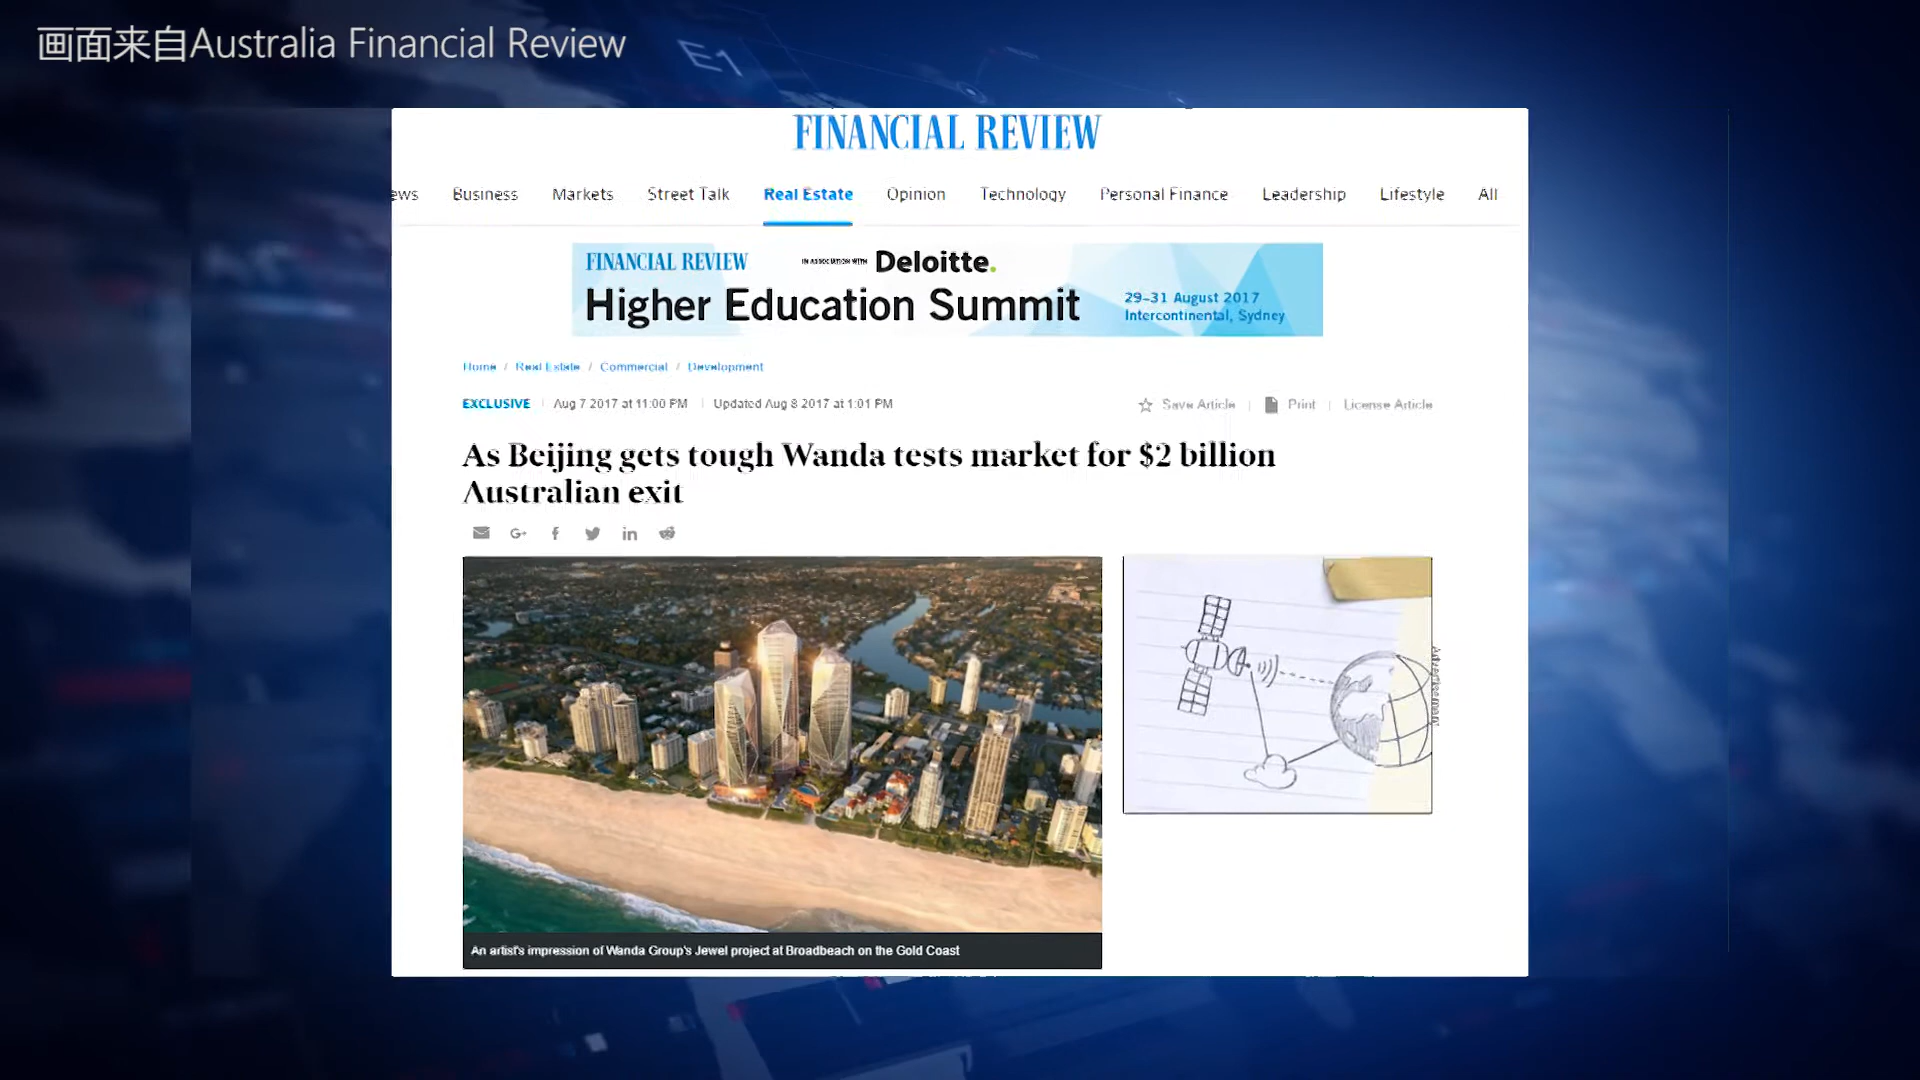 画面来自Australia Financial Review
E1
FINANCIAL REVIEW
ews Business Markets Street Talk Real Estate Opinion Technology Personal Finance Leadership Lifestyle All
FINANCIAL REVIEW IN ASSOCIATION WITH Deloitte.
Higher Education Summit
29-31 August 2017
Intercontinental, Sydney
Home / Real Estate / Commercial / Development
EXCLUSIVE | Aug 7 2017 at 11:00 PM | Updated Aug 8 2017 at 1:01 PM
Save Article | Print | License Article
As Beijing gets tough Wanda tests market for $2 billion
Australian exit
Advertisement
An artist's impression of Wanda Group's Jewel project at Broadbeach on the Gold Coast